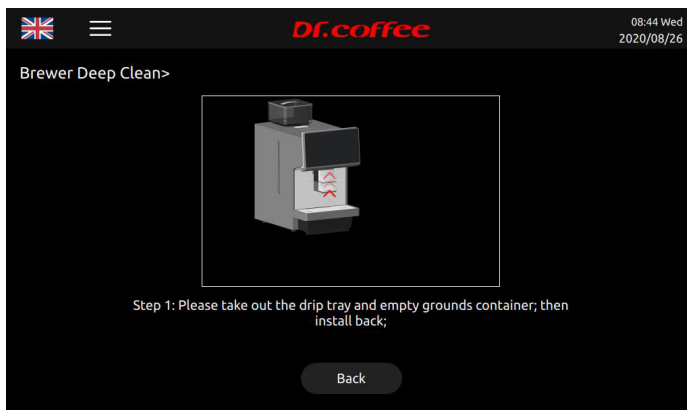 Dr.coffee
08:44 Wed
2020/08/26
Brewer Deep Clean>
Step 1: Please take out the drip tray and empty grounds container; then
install back;
Back